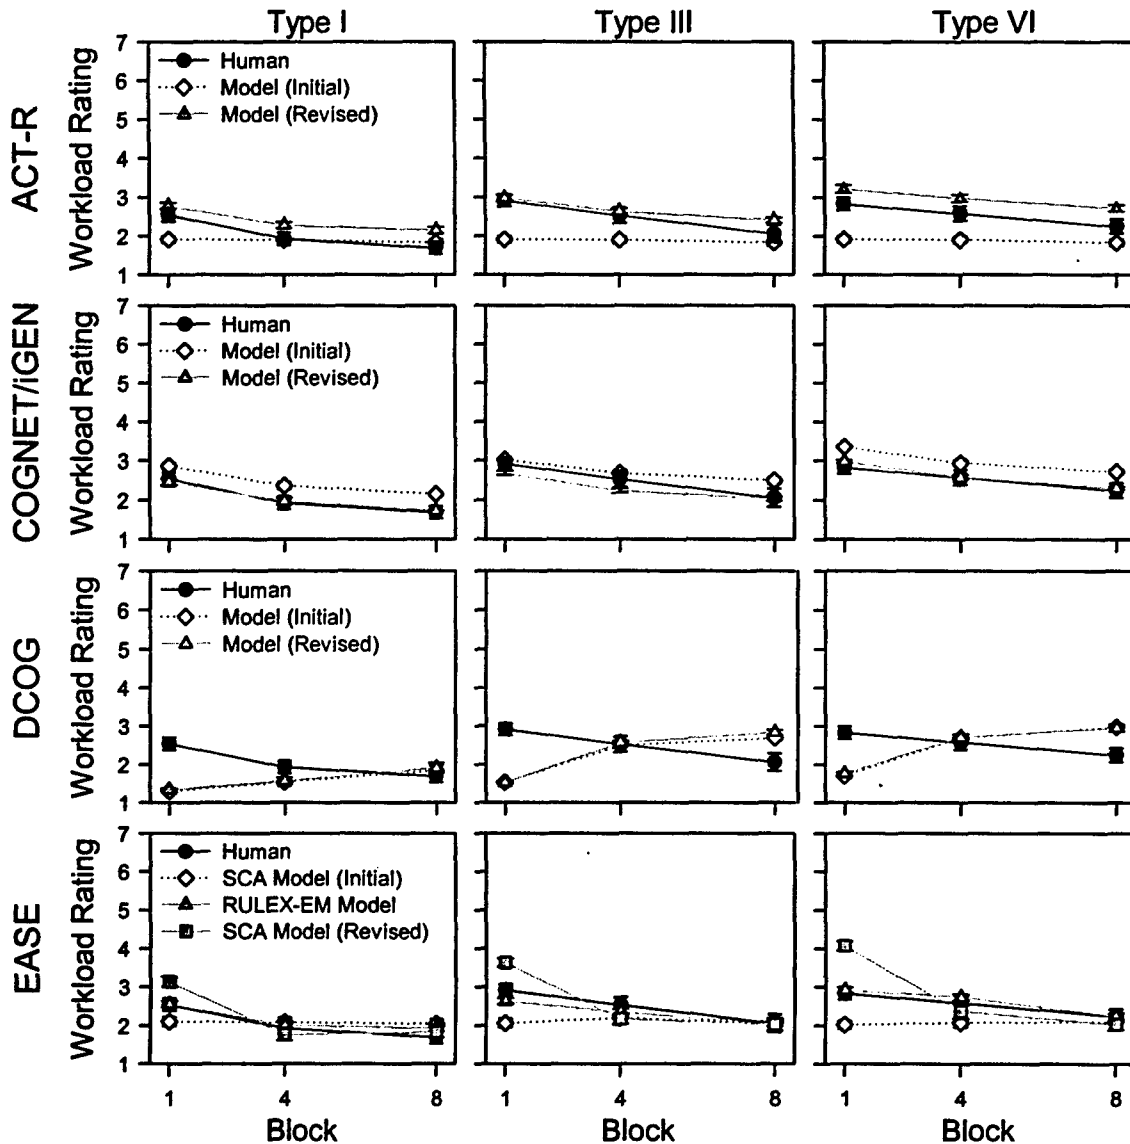 Type I Type III Type VI
ACT-R
Workload Rating
7
6
5
4
3
2
1
Human
Model (Initial)
Model (Revised)
COGNET/iGEN
Workload Rating
7
6
5
4
3
2
1
Human
Model (Initial)
Model (Revised)
DCOG
Workload Rating
7
6
5
4
3
2
1
Human
Model (Initial)
Model (Revised)
EASE
Workload Rating
7
6
5
4
3
2
1
Human
SCA Model (Initial)
RULEX-EM Model
SCA Model (Revised)
1 4 8 1 4 8 1 4 8
Block Block Block